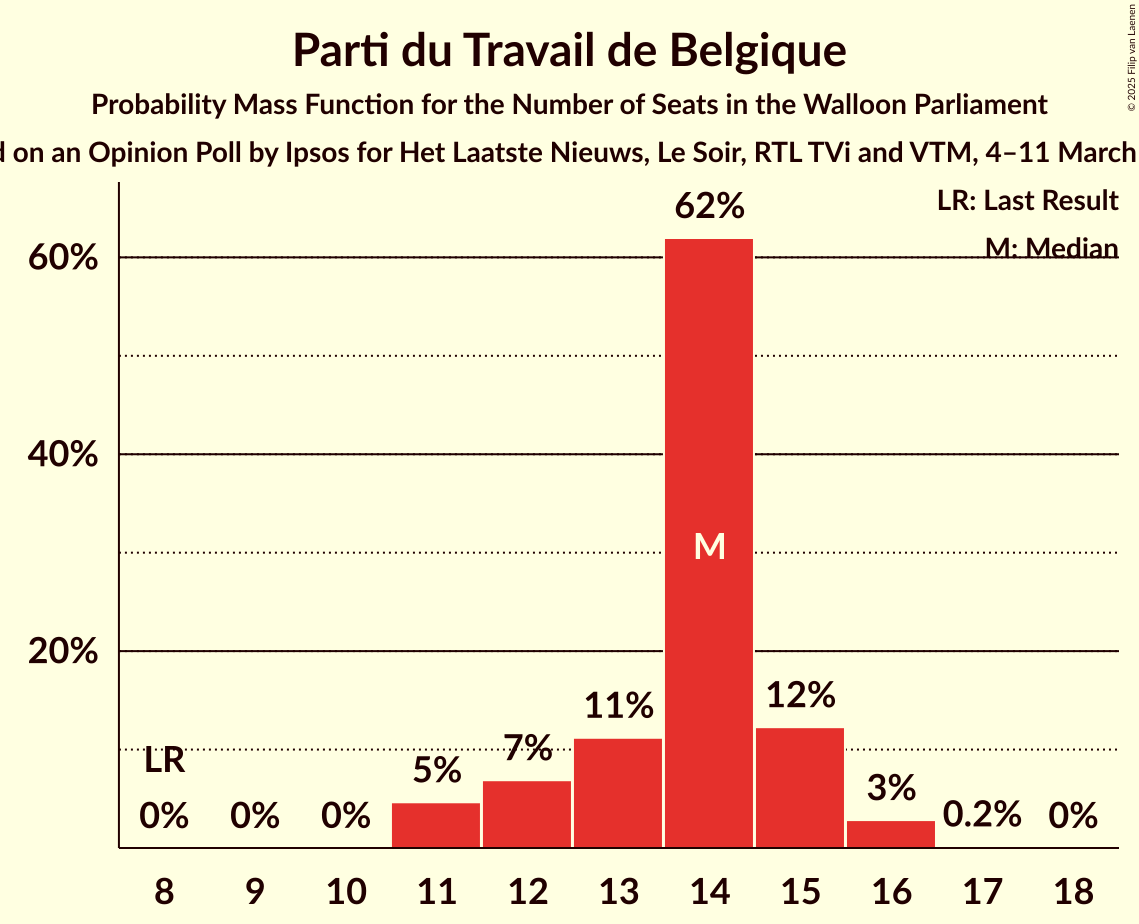 Parti du Travail de Belgique
Probability Mass Function for the Number of Seats in the Walloon Parliament
on an Opinion Poll by Ipsos for Het Laatste Nieuws, Le Soir, RTL TVi and VTM, 4–11 March
© 2025 Filip van Laenen
LR: Last Result
M: Median
62%
60%
40%
M
20%
12%
11%
7%
LR
5%
3%
0% 0% 0% 0.2% 0%
8 9 10 11 12 13 14 15 16 17 18